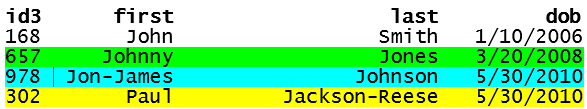 id3 first last dob
168 John Smith 1/10/2006
657 Johnny Jones 3/20/2008
978 Jon-James Johnson 5/30/2010
302 Paul Jackson-Reese 5/30/2010